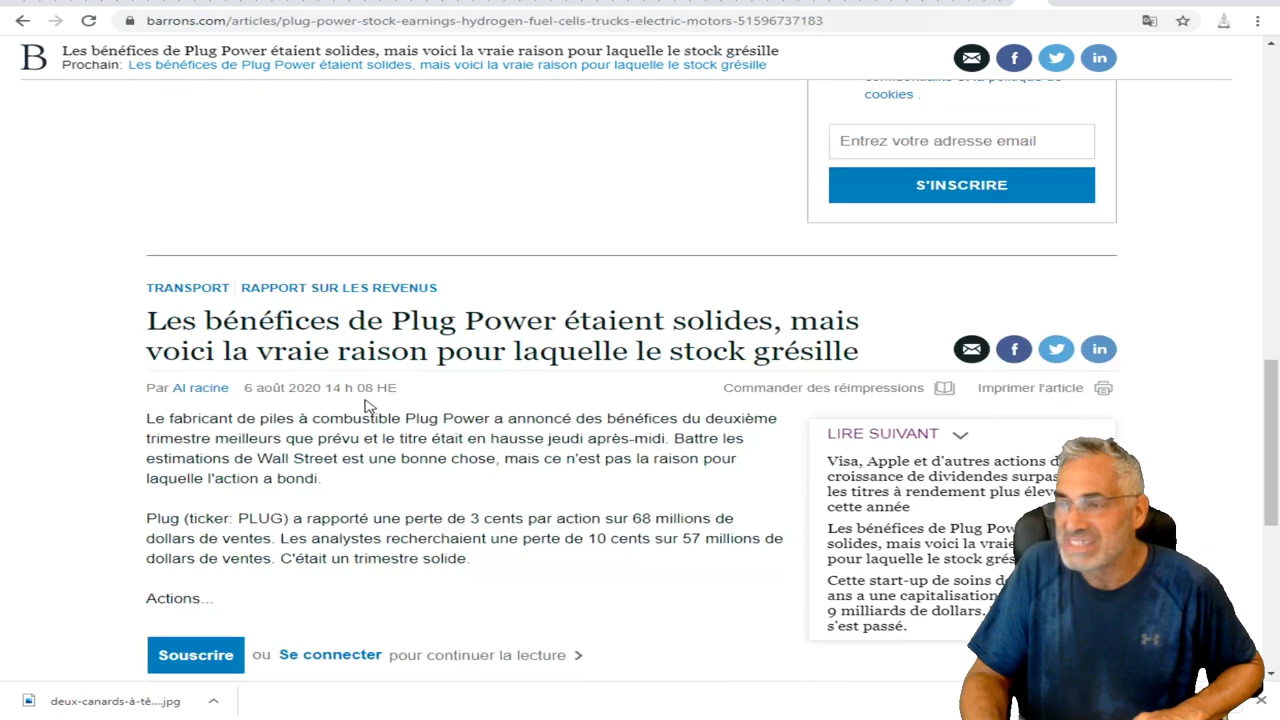 barrons.com/articles/plug-power-stock-earnings-hydrogen-fuel-cells-trucks-electric-motors-51596737183
B
Les bénéfices de Plug Power étaient solides, mais voici la vraie raison pour laquelle le stock grésille
Prochain: Les bénéfices de Plug Power étaient solides, mais voici la vraie raison pour laquelle le stock grésille
cookies .
Entrez votre adresse email
S'INSCRIRE
TRANSPORT RAPPORT SUR LES REVENUS
Les bénéfices de Plug Power étaient solides, mais
voici la vraie raison pour laquelle le stock grésille
Par Al racine 6 août 2020 14 h 08 HE
Commander des réimpressions Imprimer l'article
Le fabricant de piles à combustible Plug Power a annoncé des bénéfices du deuxième
trimestre meilleurs que prévu et le titre était en hausse jeudi après-midi. Battre les
estimations de Wall Street est une bonne chose, mais ce n'est pas la raison pour
laquelle l'action a bondi.
Plug (ticker: PLUG) a rapporté une perte de 3 cents par action sur 68 millions de
dollars de ventes. Les analystes recherchaient une perte de 10 cents sur 57 millions de
dollars de ventes. C'était un trimestre solide.
Actions...
Souscrire ou Se connecter pour continuer la lecture >
LIRE SUIVANT
Visa, Apple et d'autres actions
croissance de dividendes
les titres à rendement plus
cette année
Les bénéfices de Plug
solides, mais voici la vraie
pour laquelle le stock
Cette start-up de soins
ans a une capitalisation
9 milliards de dollars.
s'est passé.
deux-canards-à-tê....jpg